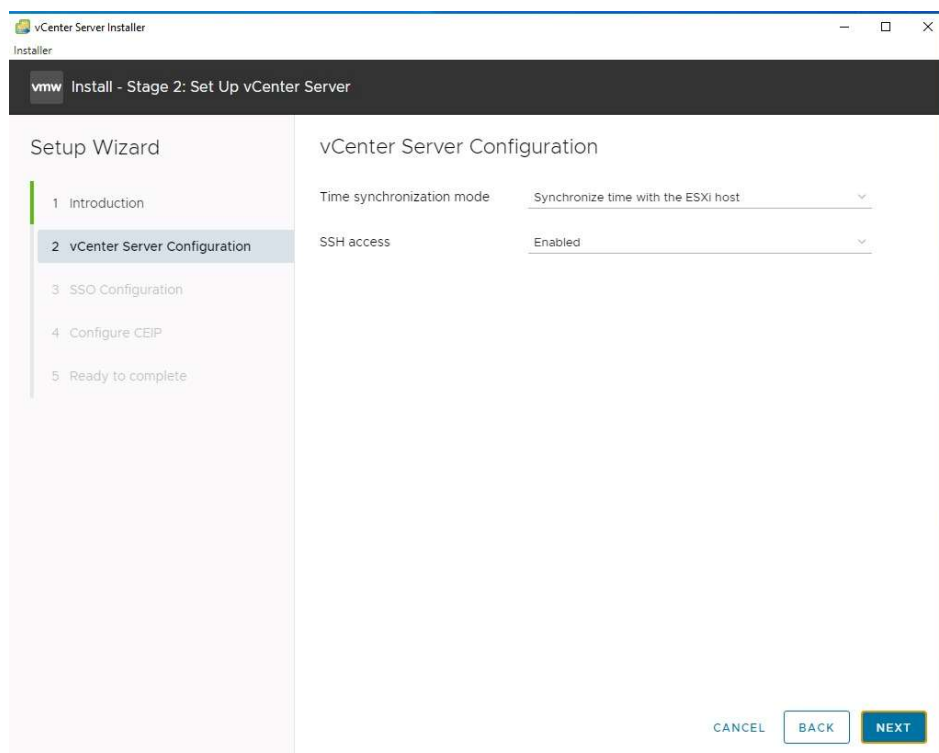 vCenter Server Installer
Installer
vmw Install - Stage 2: Set Up vCenter Server
Setup Wizard
1 Introduction
2 vCenter Server Configuration
3 SSO Configuration
4 Configure CEIP
5 Ready to complete
vCenter Server Configuration
Time synchronization mode Synchronize time with the ESXi host
SSH access Enabled
CANCEL BACK NEXT